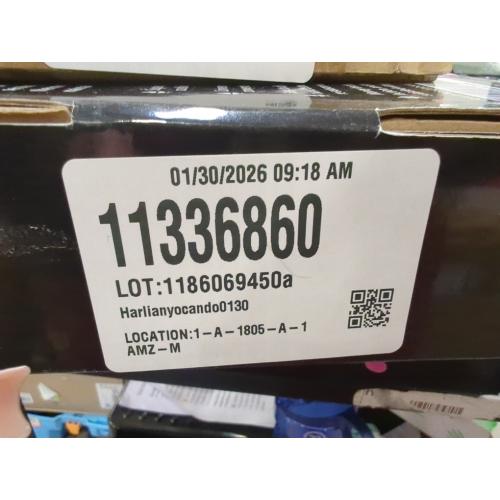 01/30/2026 09:18 AM
11336860
LOT:1186069450a
Harlianyocando0130
LOCATION:1-A-1805-A-1
AMZ-M